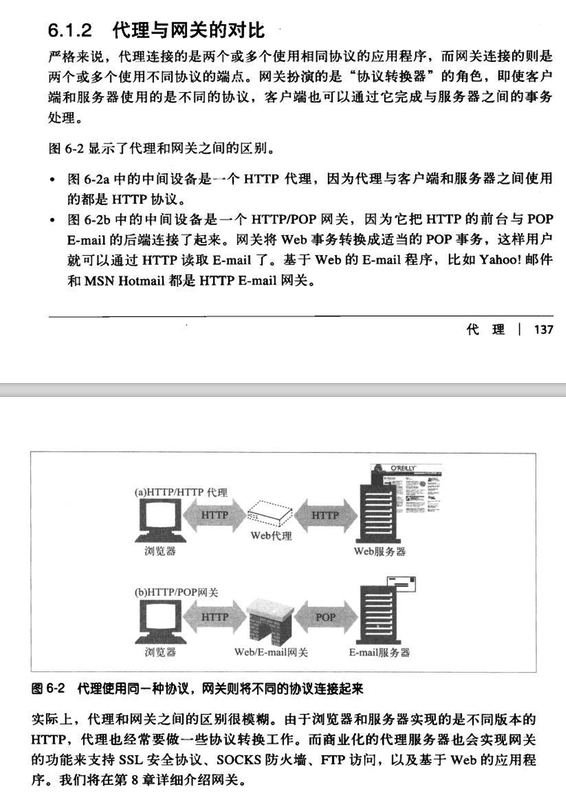 6.1.2 代理与网关的对比
严格来说，代理连接的是两个或多个使用相同协议的应用程序，而网关连接的则是
两个或多个使用不同协议的端点。网关扮演的是“协议转换器”的角色，即使客户
端和服务器使用的是不同的协议，客户端也可以通过它完成与服务器之间的事务
处理。
图 6-2 显示了代理和网关之间的区别。
• 图 6-2a 中的中间设备是一个 HTTP 代理，因为代理与客户端和服务器之间使用
的都是 HTTP 协议。
• 图 6-2b 中的中间设备是一个 HTTP/POP 网关，因为它把 HTTP 的前台与 POP
E-mail 的后端连接了起来。网关将 Web 事务转换成适当的 POP 事务，这样用户
就可以通过 HTTP 读取 E-mail 了。基于 Web 的 E-mail 程序，比如 Yahoo! 邮件
和 MSN Hotmail 都是 HTTP E-mail 网关。
代 理 | 137
O'REILLY
(a)HTTP/HTTP 代理
HTTP
HTTP
Web代理
浏览器
Web服务器
(b)HTTP/POP网关
HTTP
POP
浏览器
Web/E-mail网关
E-mail服务器
图 6-2 代理使用同一种协议，网关则将不同的协议连接起来
实际上，代理和网关之间的区别很模糊。由于浏览器和服务器实现的是不同版本的
HTTP，代理也经常要做一些协议转换工作。而商业化的代理服务器也会实现网关
的功能来支持 SSL 安全协议、SOCKS 防火墙、FTP 访问，以及基于 Web 的应用程
序。我们将在第 8 章详细介绍网关。